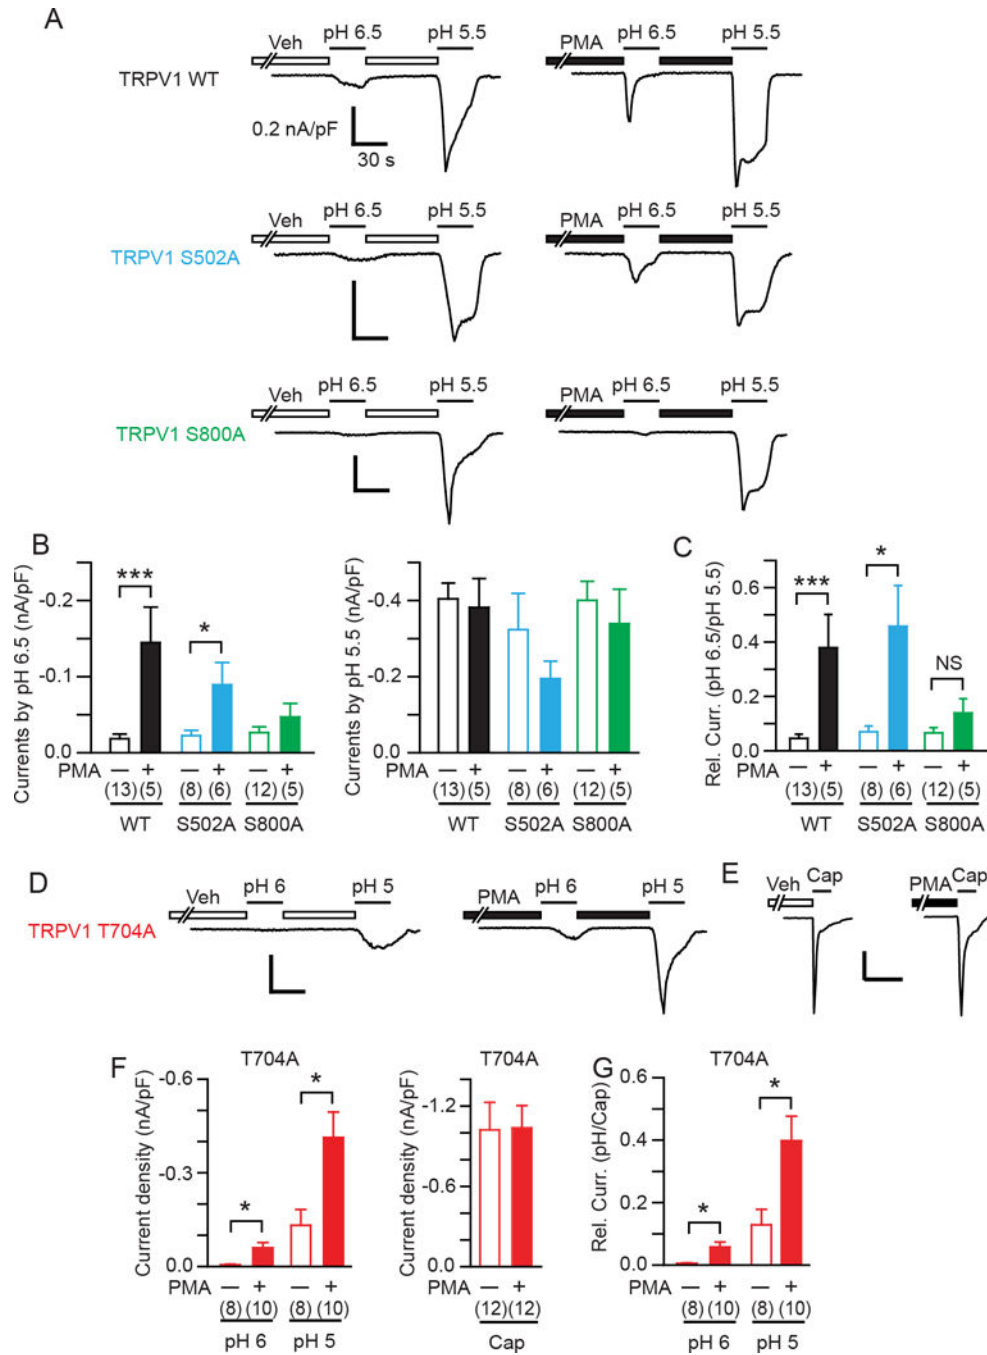 A
Veh pH 6.5 pH 5.5 PMA pH 6.5 pH 5.5
TRPV1 WT
0.2 nA/pF
30 s
Veh pH 6.5 pH 5.5 PMA pH 6.5 pH 5.5
TRPV1 S502A
Veh pH 6.5 pH 5.5 PMA pH 6.5 pH 5.5
TRPV1 S800A
B
Currents by pH 6.5 (nA/pF)
-0.2
-0.1
0.0
***
*
PMA – + – + – +
(13) (5) (8) (6) (12) (5)
WT S502A S800A
Currents by pH 5.5 (nA/pF)
-0.4
-0.2
0.0
– + – + – +
(13) (5) (8) (6) (12) (5)
WT S502A S800A
C
Rel. Curr. (pH 6.5/pH 5.5)
0.6
0.4
0.2
0.0
***
*
NS
PMA – + – + – +
(13) (5) (8) (6) (12) (5)
WT S502A S800A
D
Veh pH 6 pH 5 PMA pH 6 pH 5
TRPV1 T704A
E
Veh Cap PMA Cap
F
T704A
Current density (nA/pF)
-0.6
-0.3
0.0
*
*
PMA – + – +
(8) (10) (8) (10)
pH 6 pH 5
T704A
Current density (nA/pF)
-1.2
-0.6
0.0
PMA – +
(12) (12)
Cap
G
T704A
Rel. Curr. (pH/Cap)
0.6
0.4
0.2
0.0
*
*
PMA – + – +
(8) (10) (8) (10)
pH 6 pH 5